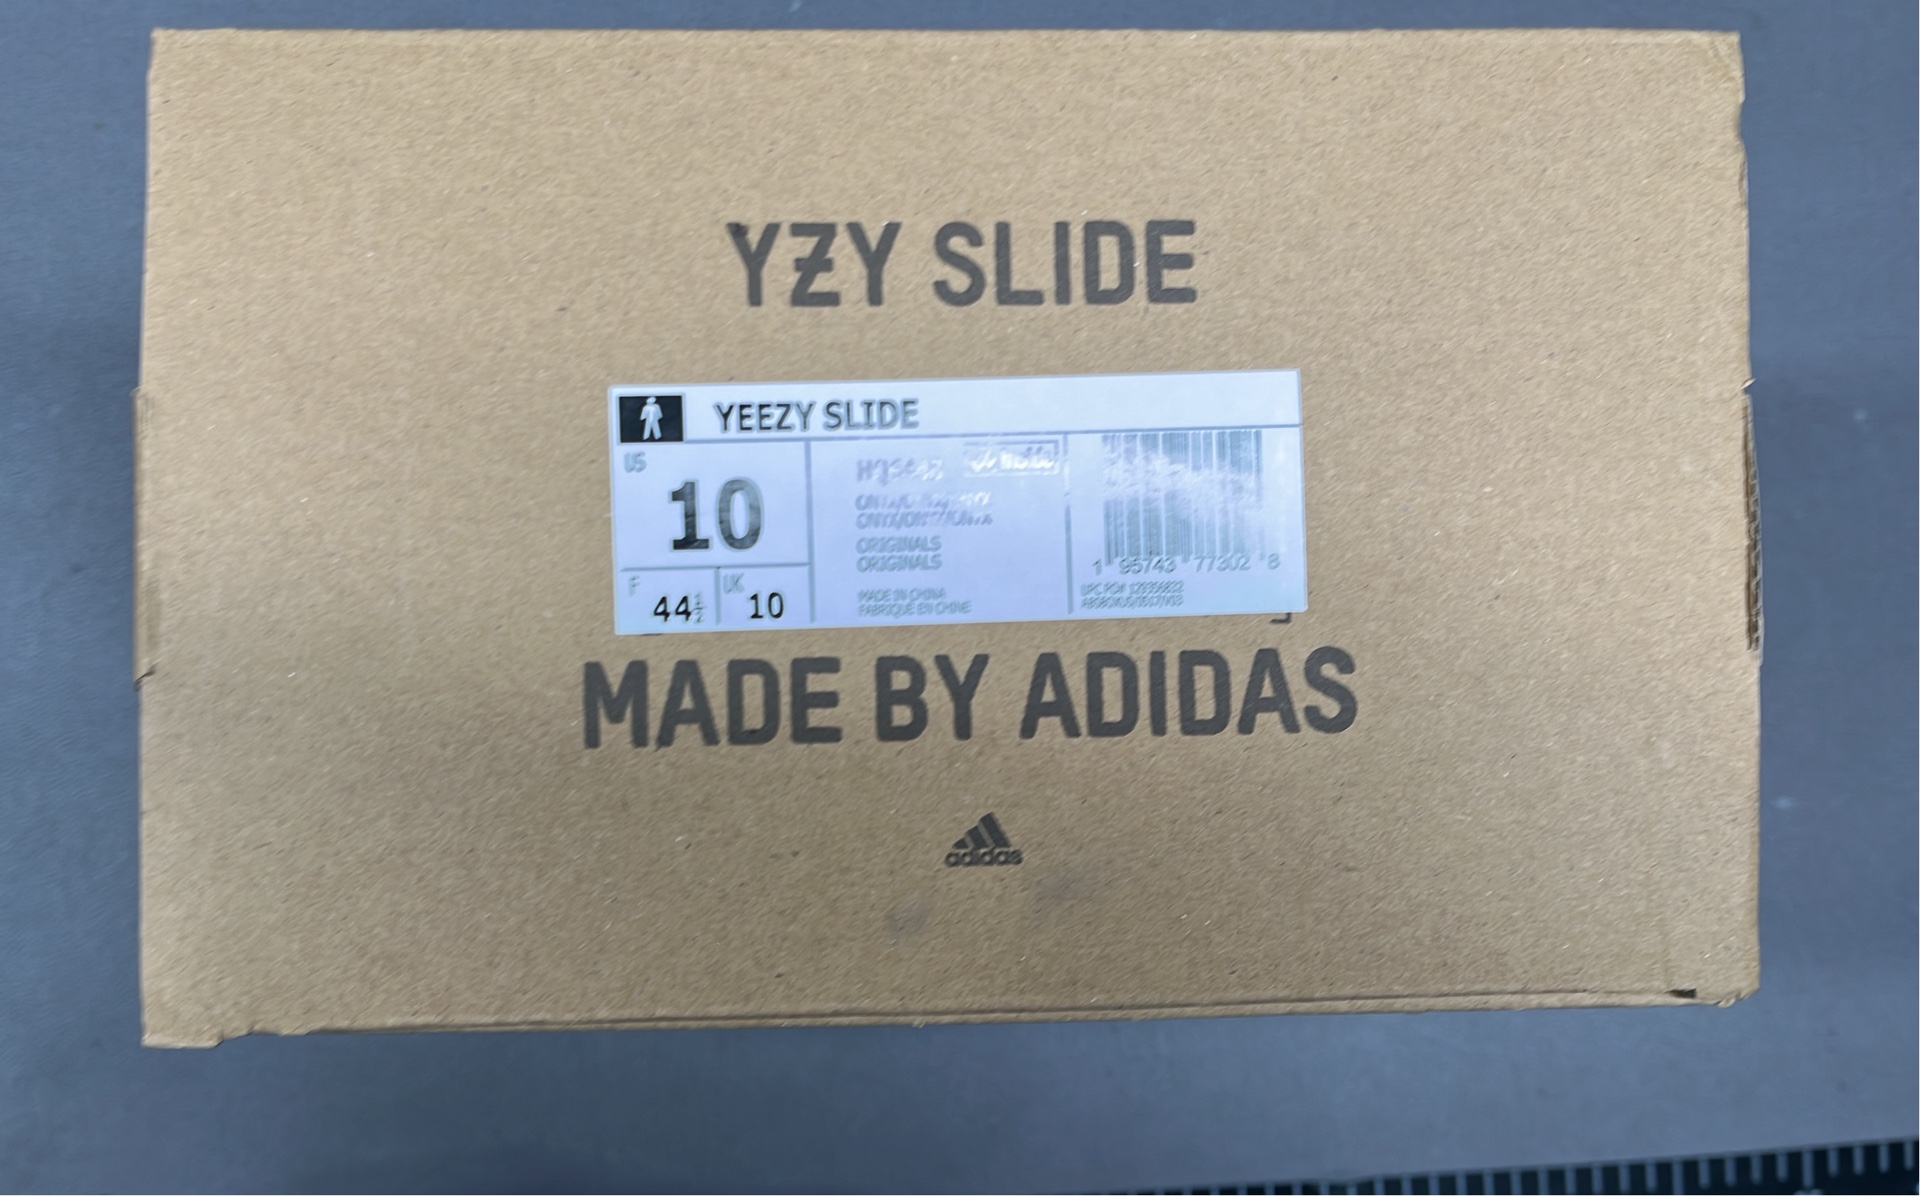 YZY SLIDE
YEEZY SLIDE
US
10
F
44½
UK
10
ORIGINALS
ORIGINALS
MADE IN CHINA
FABRIQUÉ EN CHINE
1 95743 77302 8
MADE BY ADIDAS
adidas